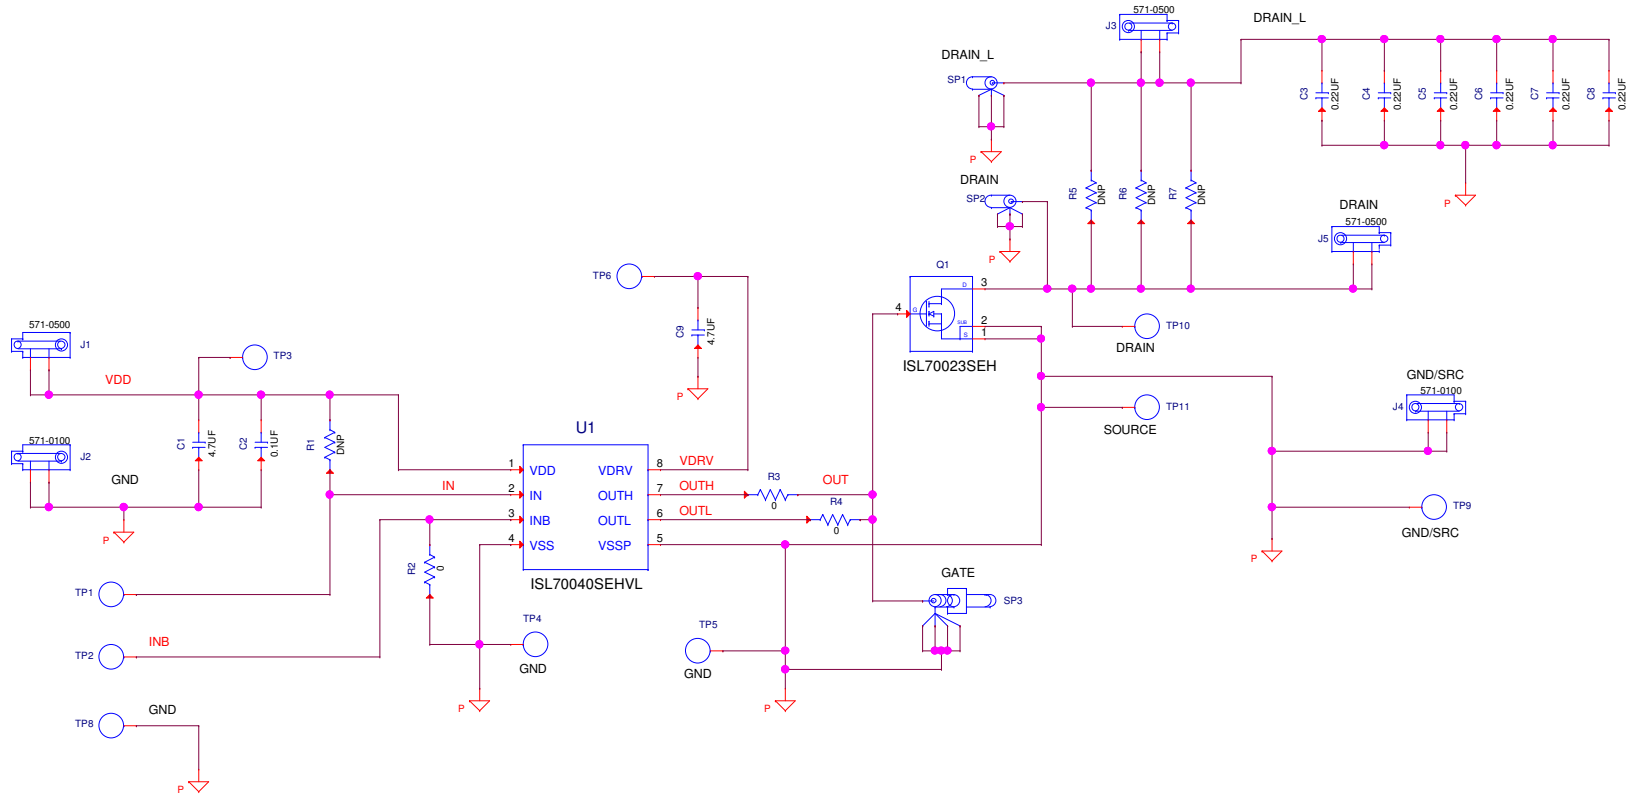 571-0500
J3
DRAIN_L
DRAIN_L
SP1
C3
0.22UF
C4
0.22UF
C5
0.22UF
C6
0.22UF
C7
0.22UF
C8
0.22UF
P
DRAIN
SP2
R5
DNP
R6
DNP
R7
DNP
P
DRAIN
571-0500
J5
P
Q1
TP6
3
D
4
G
2
SUB
1
S
C9
4.7UF
TP10
DRAIN
ISL70023SEH
571-0500
J1
TP3
VDD
P
GND/SRC
571-0100
J4
TP11
SOURCE
571-0100
J2
C1
4.7UF
C2
0.1UF
R1
DNP
U1
GND
1
VDD
VDRV
8
VDRV
IN
2
IN
OUTH
7
OUTH
R3
0
OUT
3
INB
OUTL
6
OUTL
R4
0
TP9
GND/SRC
P
4
VSS
VSSP
5
P
R2
0
ISL70040SEHVL
GATE
SP3
TP1
TP4
GND
TP5
GND
INB
TP2
P
P
GND
TP8
P